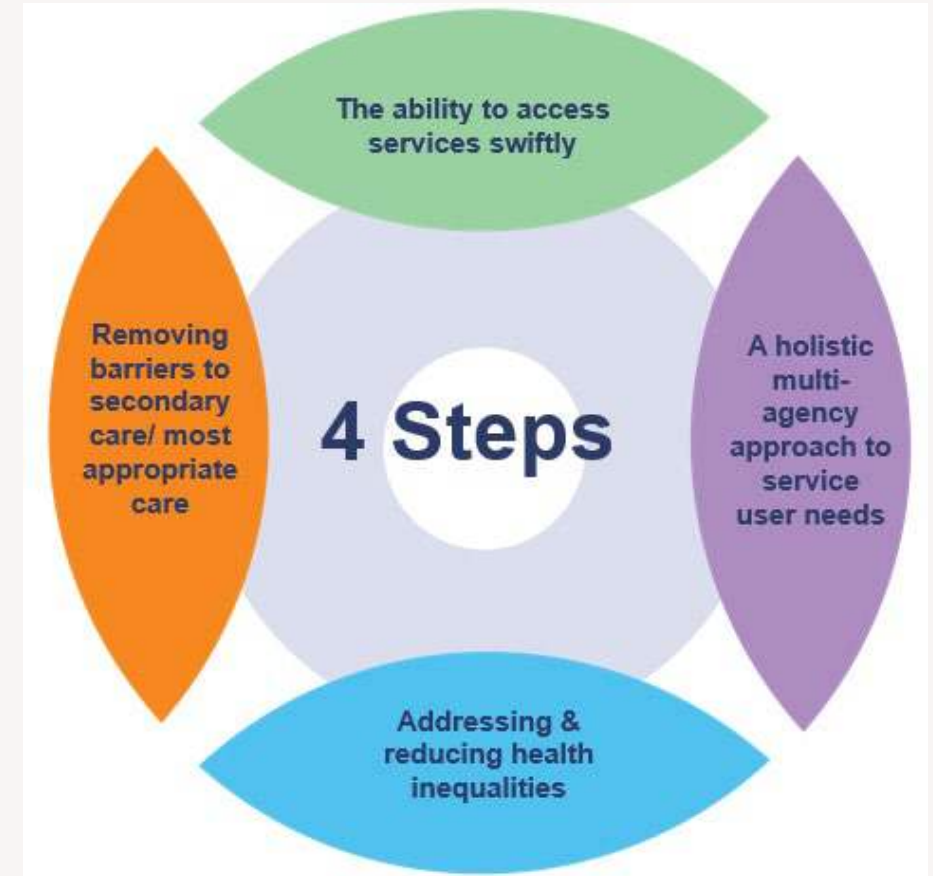 The ability to access
services swiftly
Removing
barriers to
secondary
care/ most
appropriate
care
4 Steps
A holistic
multi-
agency
approach to
service
user needs
Addressing &
reducing health
inequalities